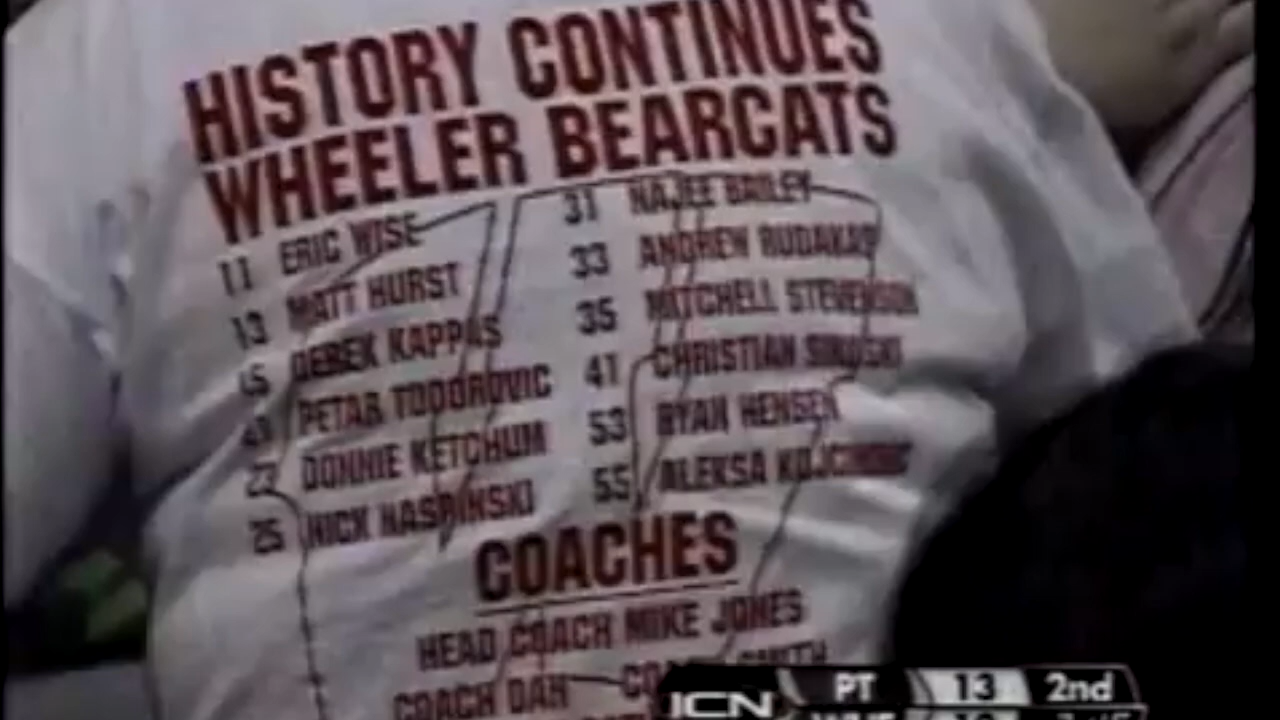 HISTORY CONTINUES
WHEELER BEARCATS
11 ERIC WISE
13 MATT HURST
15 DEREK KAPPAS
PETAR TODOROVIC
DONNIE KETCHUM
25 NICK NASPINSKI
31 NAJEE BAILEY
33 ANDREW RUDAKAS
35 MITCHELL STEVENSON
41 CHRISTIAN
53 RYAN HENSEN
55 ALEKSA
COACHES
HEAD COACH MIKE JONES
COACH DAN SMITH
ICN PT 13 2nd